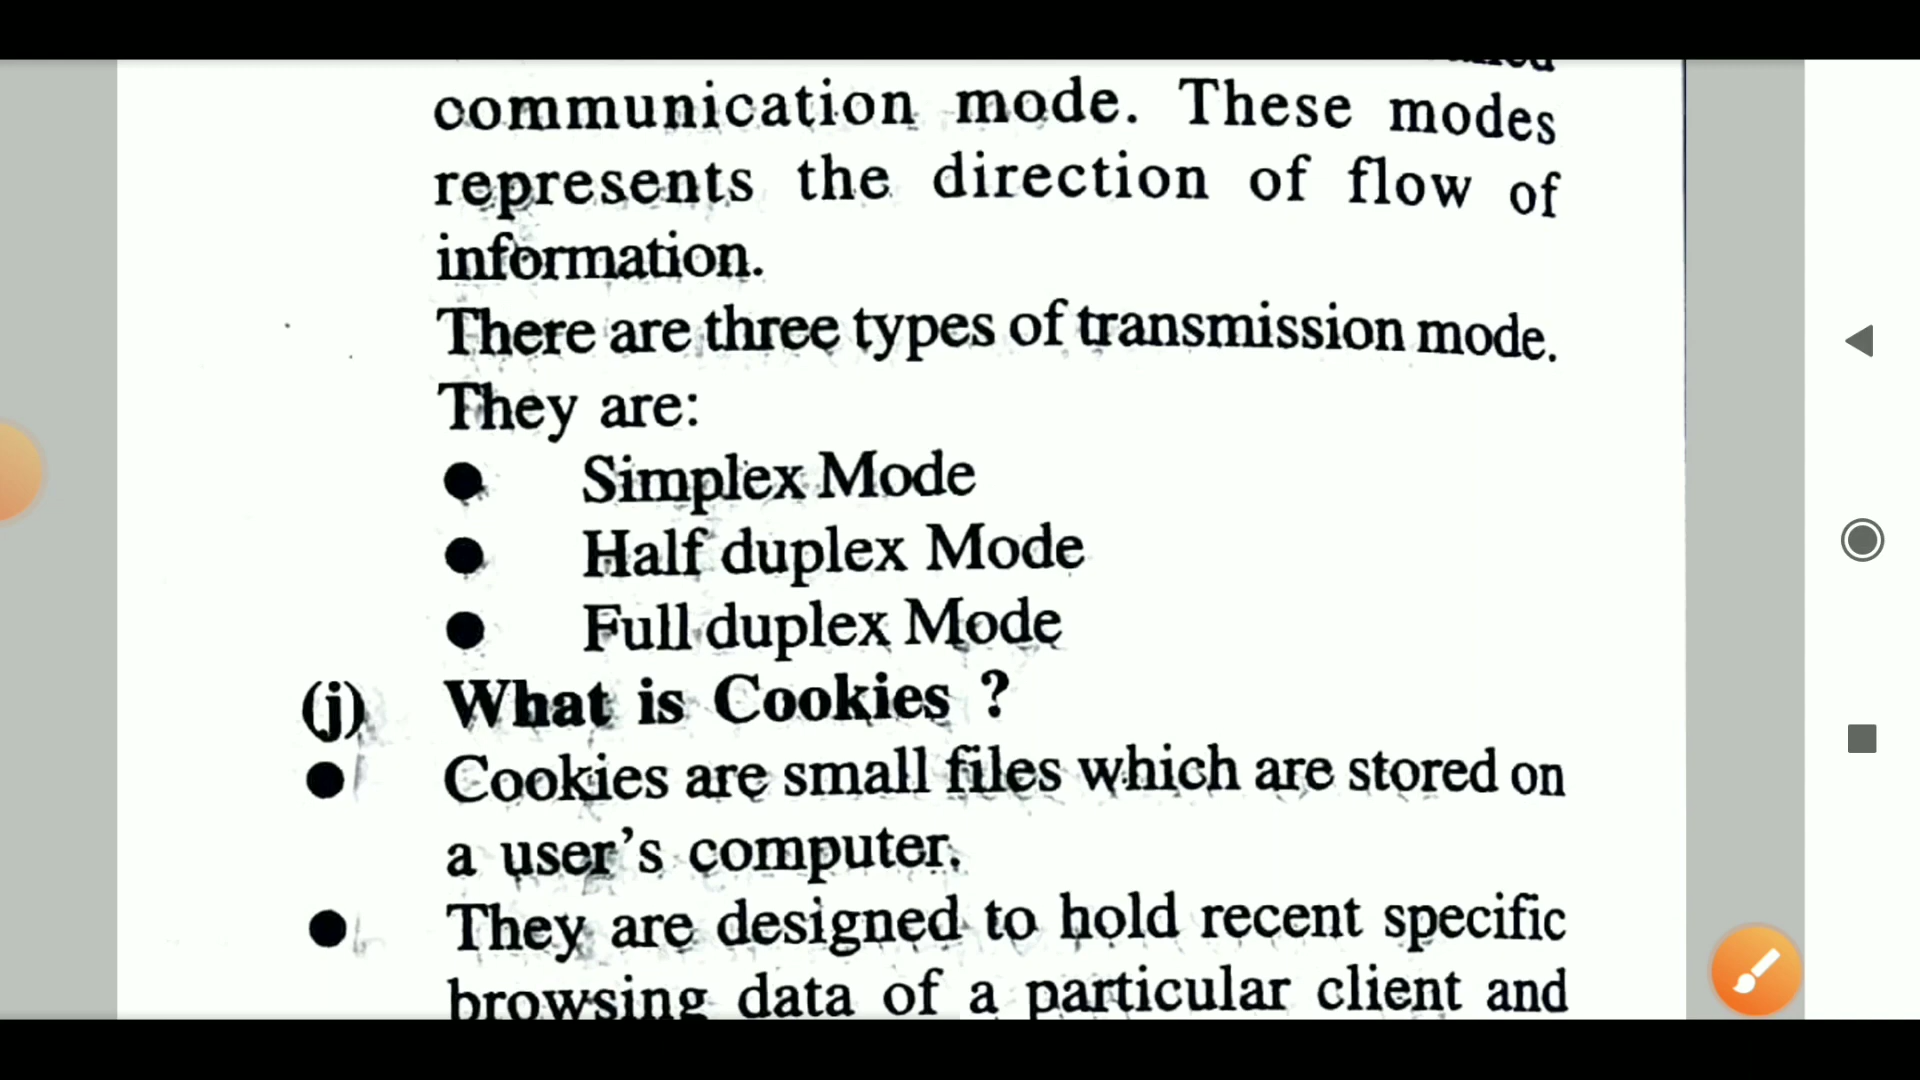 communication mode. These modes
represents the direction of flow of
information.
There are three types of transmission mode.
They are:
● Simplex Mode
● Half duplex Mode
● Full duplex Mode
(j) What is Cookies ?
● Cookies are small files which are stored on
a user's computer.
● They are designed to hold recent specific
browsing data of a particular client and